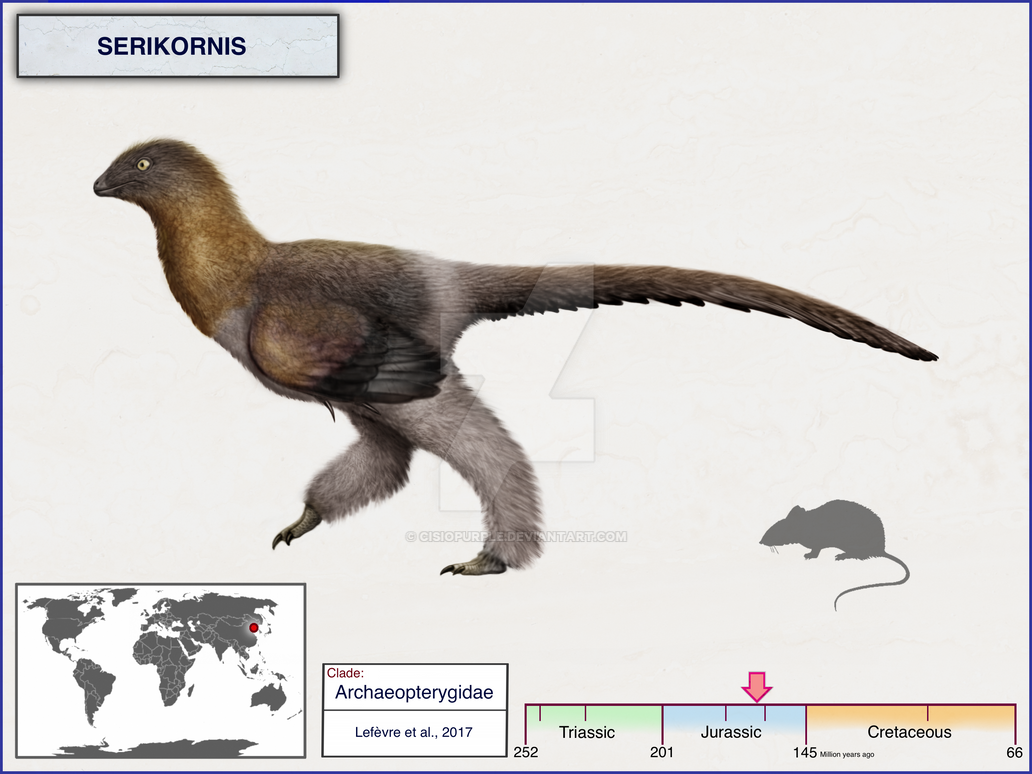 SERIKORNIS
© CISIOPURPLE.DEVIANTART.COM
Clade:
Archaeopterygidae
Lefèvre et al., 2017
Triassic Jurassic Cretaceous
252 201 145 Million years ago 66